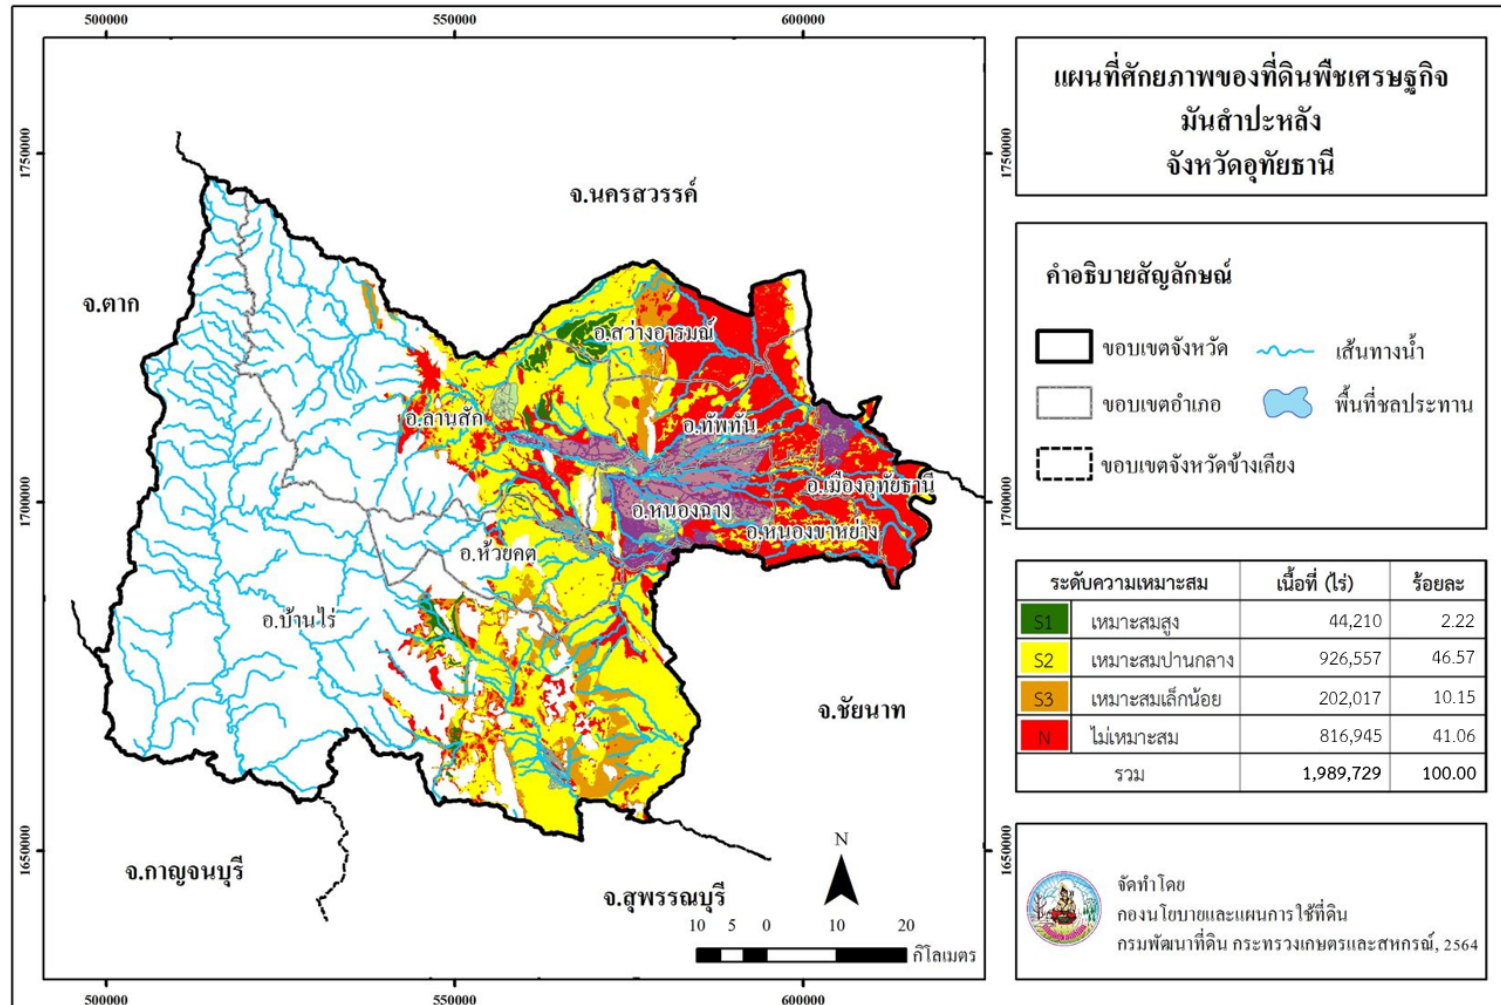 500000 550000 600000
แผนที่ศักยภาพของที่ดินพืชเศรษฐกิจ
มันสำปะหลัง
จังหวัดอุทัยธานี
1750000 1750000
จ.นครสวรรค์
จ.ตาก
อ.สว่างอารมณ์
อ.ลานสัก
อ.ทัพทัน
อ.เมืองอุทัยธานี
1700000 1700000
อ.หนองฉาง
อ.หนองขาหย่าง
อ.ห้วยคต
อ.บ้านไร่
จ.ชัยนาท
1650000 1650000
จ.กาญจนบุรี
จ.สุพรรณบุรี
N
10 5 0 10 20
กิโลเมตร
500000 550000 600000
คำอธิบายสัญลักษณ์
ขอบเขตจังหวัด เส้นทางน้ำ
ขอบเขตอำเภอ พื้นที่ชลประทาน
ขอบเขตจังหวัดข้างเคียง
ระดับความเหมาะสม เนื้อที่ (ไร่) ร้อยละ
S1 เหมาะสมสูง 44,210 2.22
S2 เหมาะสมปานกลาง 926,557 46.57
S3 เหมาะสมเล็กน้อย 202,017 10.15
N ไม่เหมาะสม 816,945 41.06
รวม 1,989,729 100.00
จัดทำโดย
กองนโยบายและแผนการใช้ที่ดิน
กรมพัฒนาที่ดิน กระทรวงเกษตรและสหกรณ์, 2564